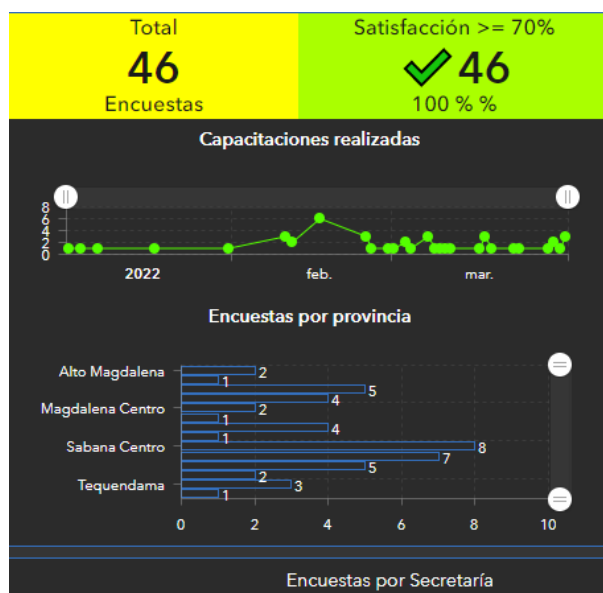 Total
46
Encuestas
Satisfacción >= 70%
46
100 % %
Capacitaciones realizadas
8
6
4
2
0
2022 feb. mar.
Encuestas por provincia
Alto Magdalena 2
1
5
4
Magdalena Centro 2
1
4
1
Sabana Centro 8
7
5
2
Tequendama 3
1
0 2 4 6 8 10
Encuestas por Secretaría